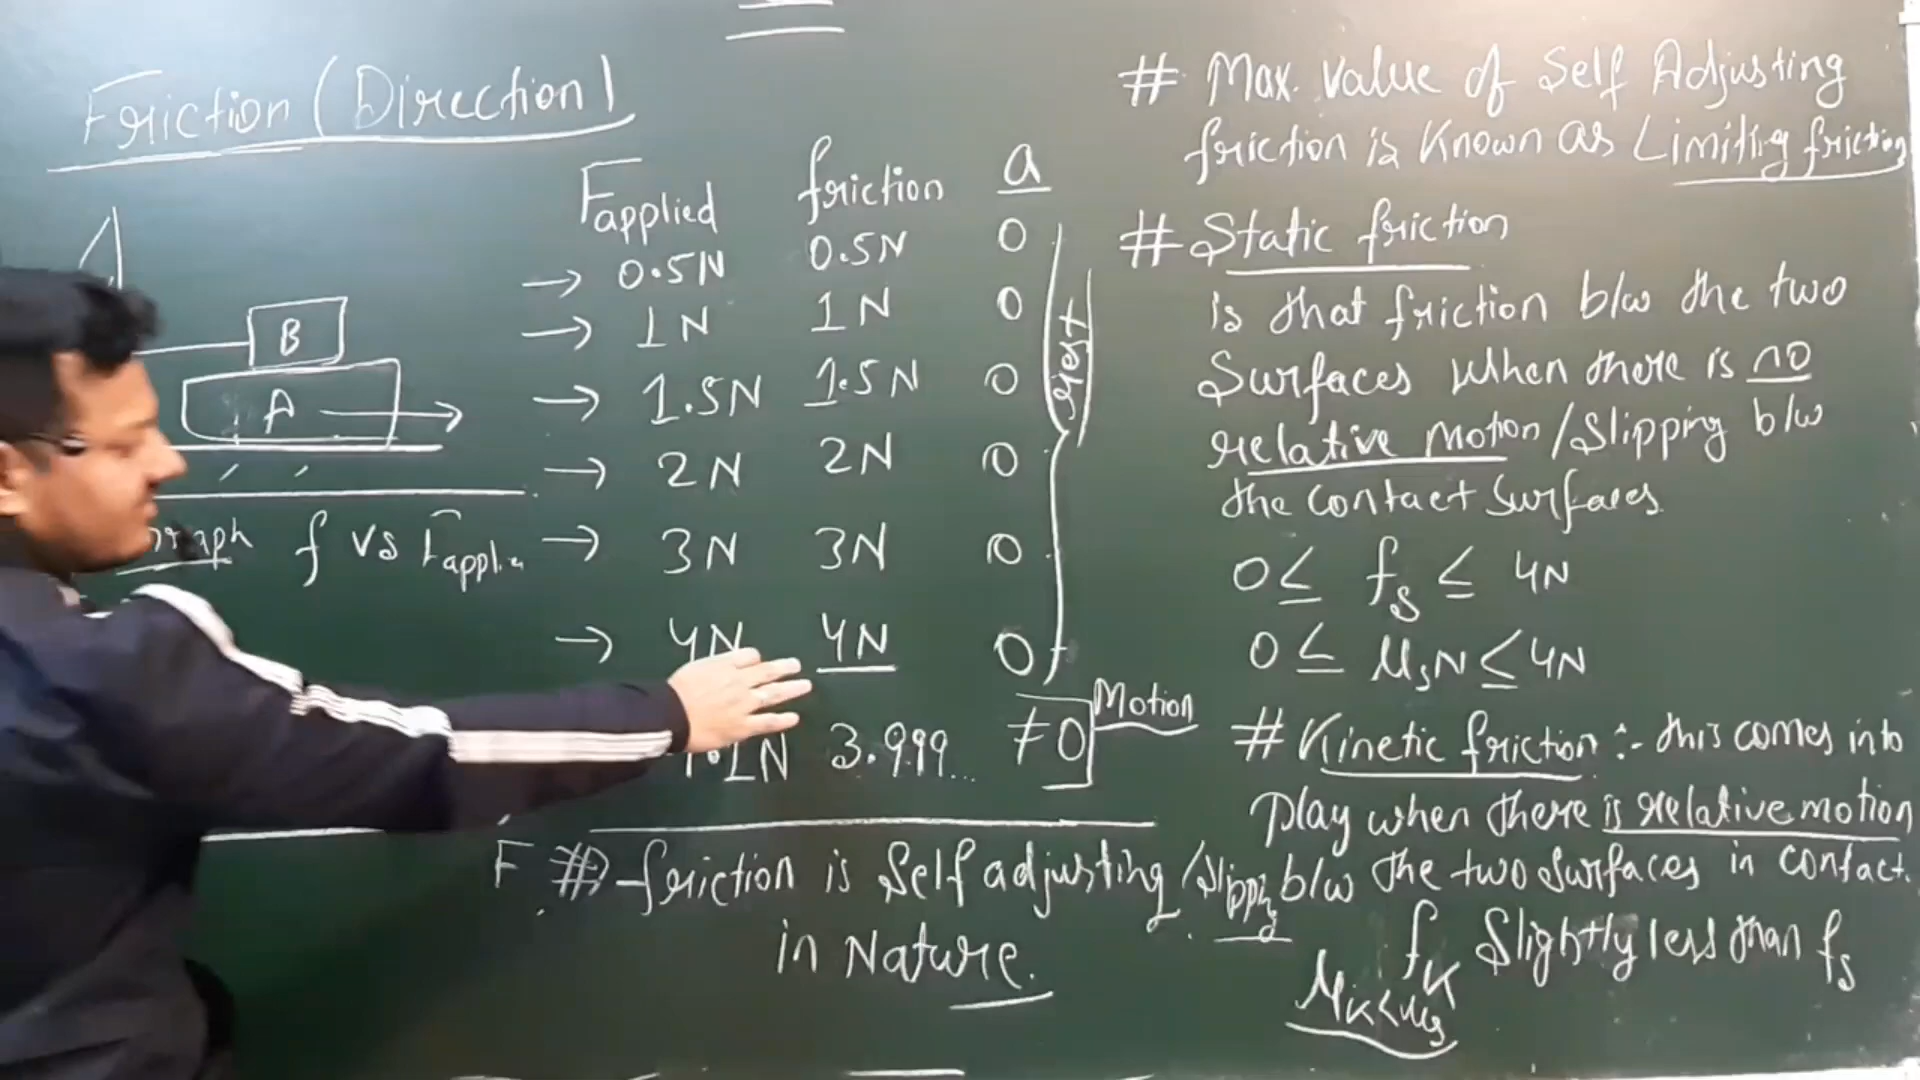 Friction (Direction)
B
A
f vs Fapplie
Fapplied friction a
→ 0.5N 0.5N 0
→ 1N 1N 0
→ 1.5N 1.5N 0
→ 2N 2N 0
→ 3N 3N 0
→ 4N 4N 0
rest
.1N 3.999... ≠0 Motion
F #) friction is Self adjusting
in Nature.
# Max. Value of Self Adjusting
friction is Known as Limiting friction
# Static friction
is that friction b/w the two
Surfaces When there is no
relative Motion/Slipping b/w
the contact Surfaces.
0 ≤ fs ≤ 4N
0 ≤ μsN ≤ 4N
# Kinetic friction :- this comes into
Play when there is relative motion
/Slipping b/w the two surfaces in contact.
fK Slightly less than fs
μK<μs